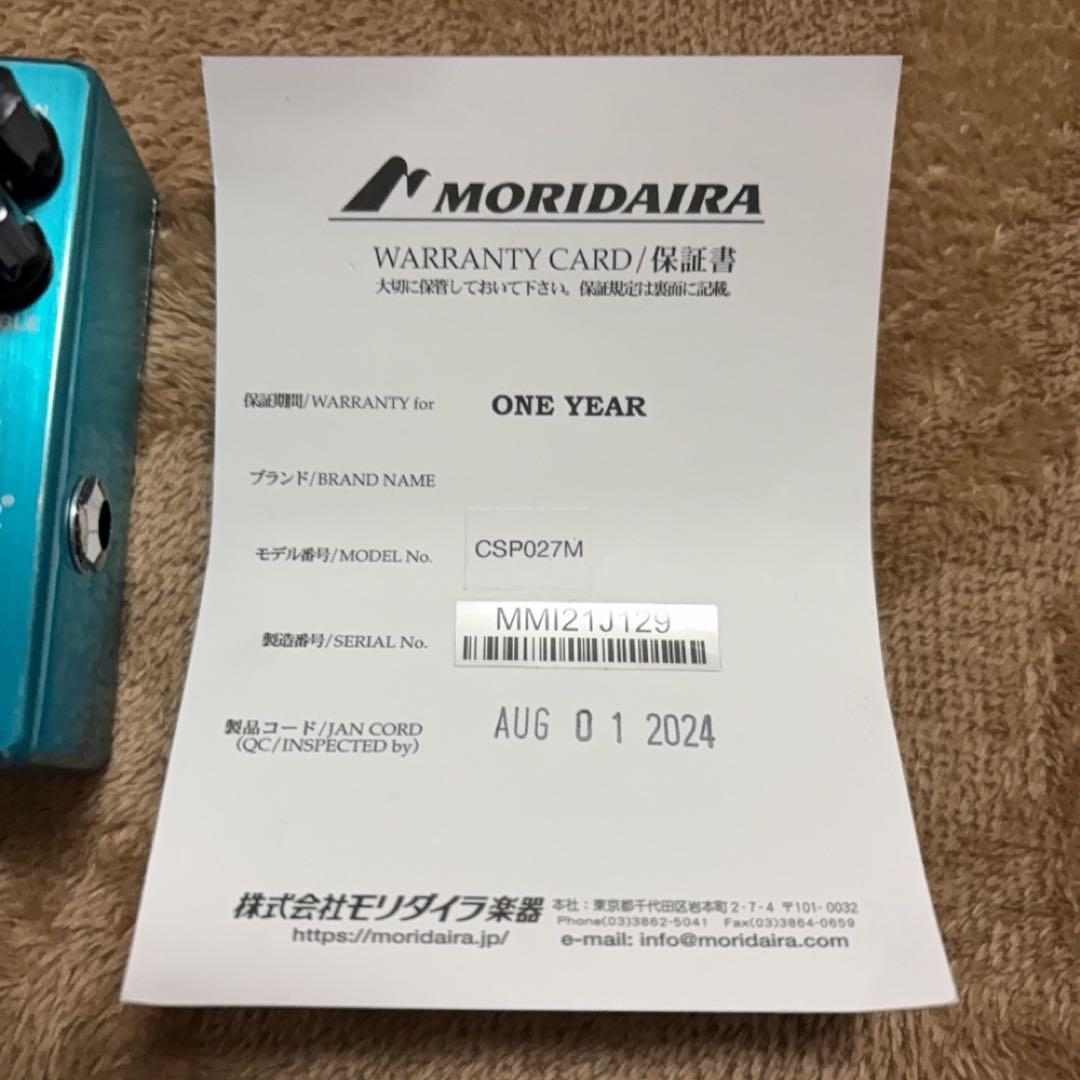 MORIDAIRA
WARRANTY CARD/保証書
大切に保管しておいて下さい。保証規定は裏面に記載。
保証期間/WARRANTY for ONE YEAR
ブランド/BRAND NAME
モデル番号/MODEL No. CSP027M
製造番号/SERIAL No. MMI21J129
製品コード/JAN CORD
(QC/INSPECTED by) AUG 01 2024
株式会社モリダイラ楽器 本社：東京都千代田区岩本町2-7-4 〒101-0032
Phone(03)3862-5041 Fax(03)3864-0659
https://moridaira.jp/ e-mail: info@moridaira.com